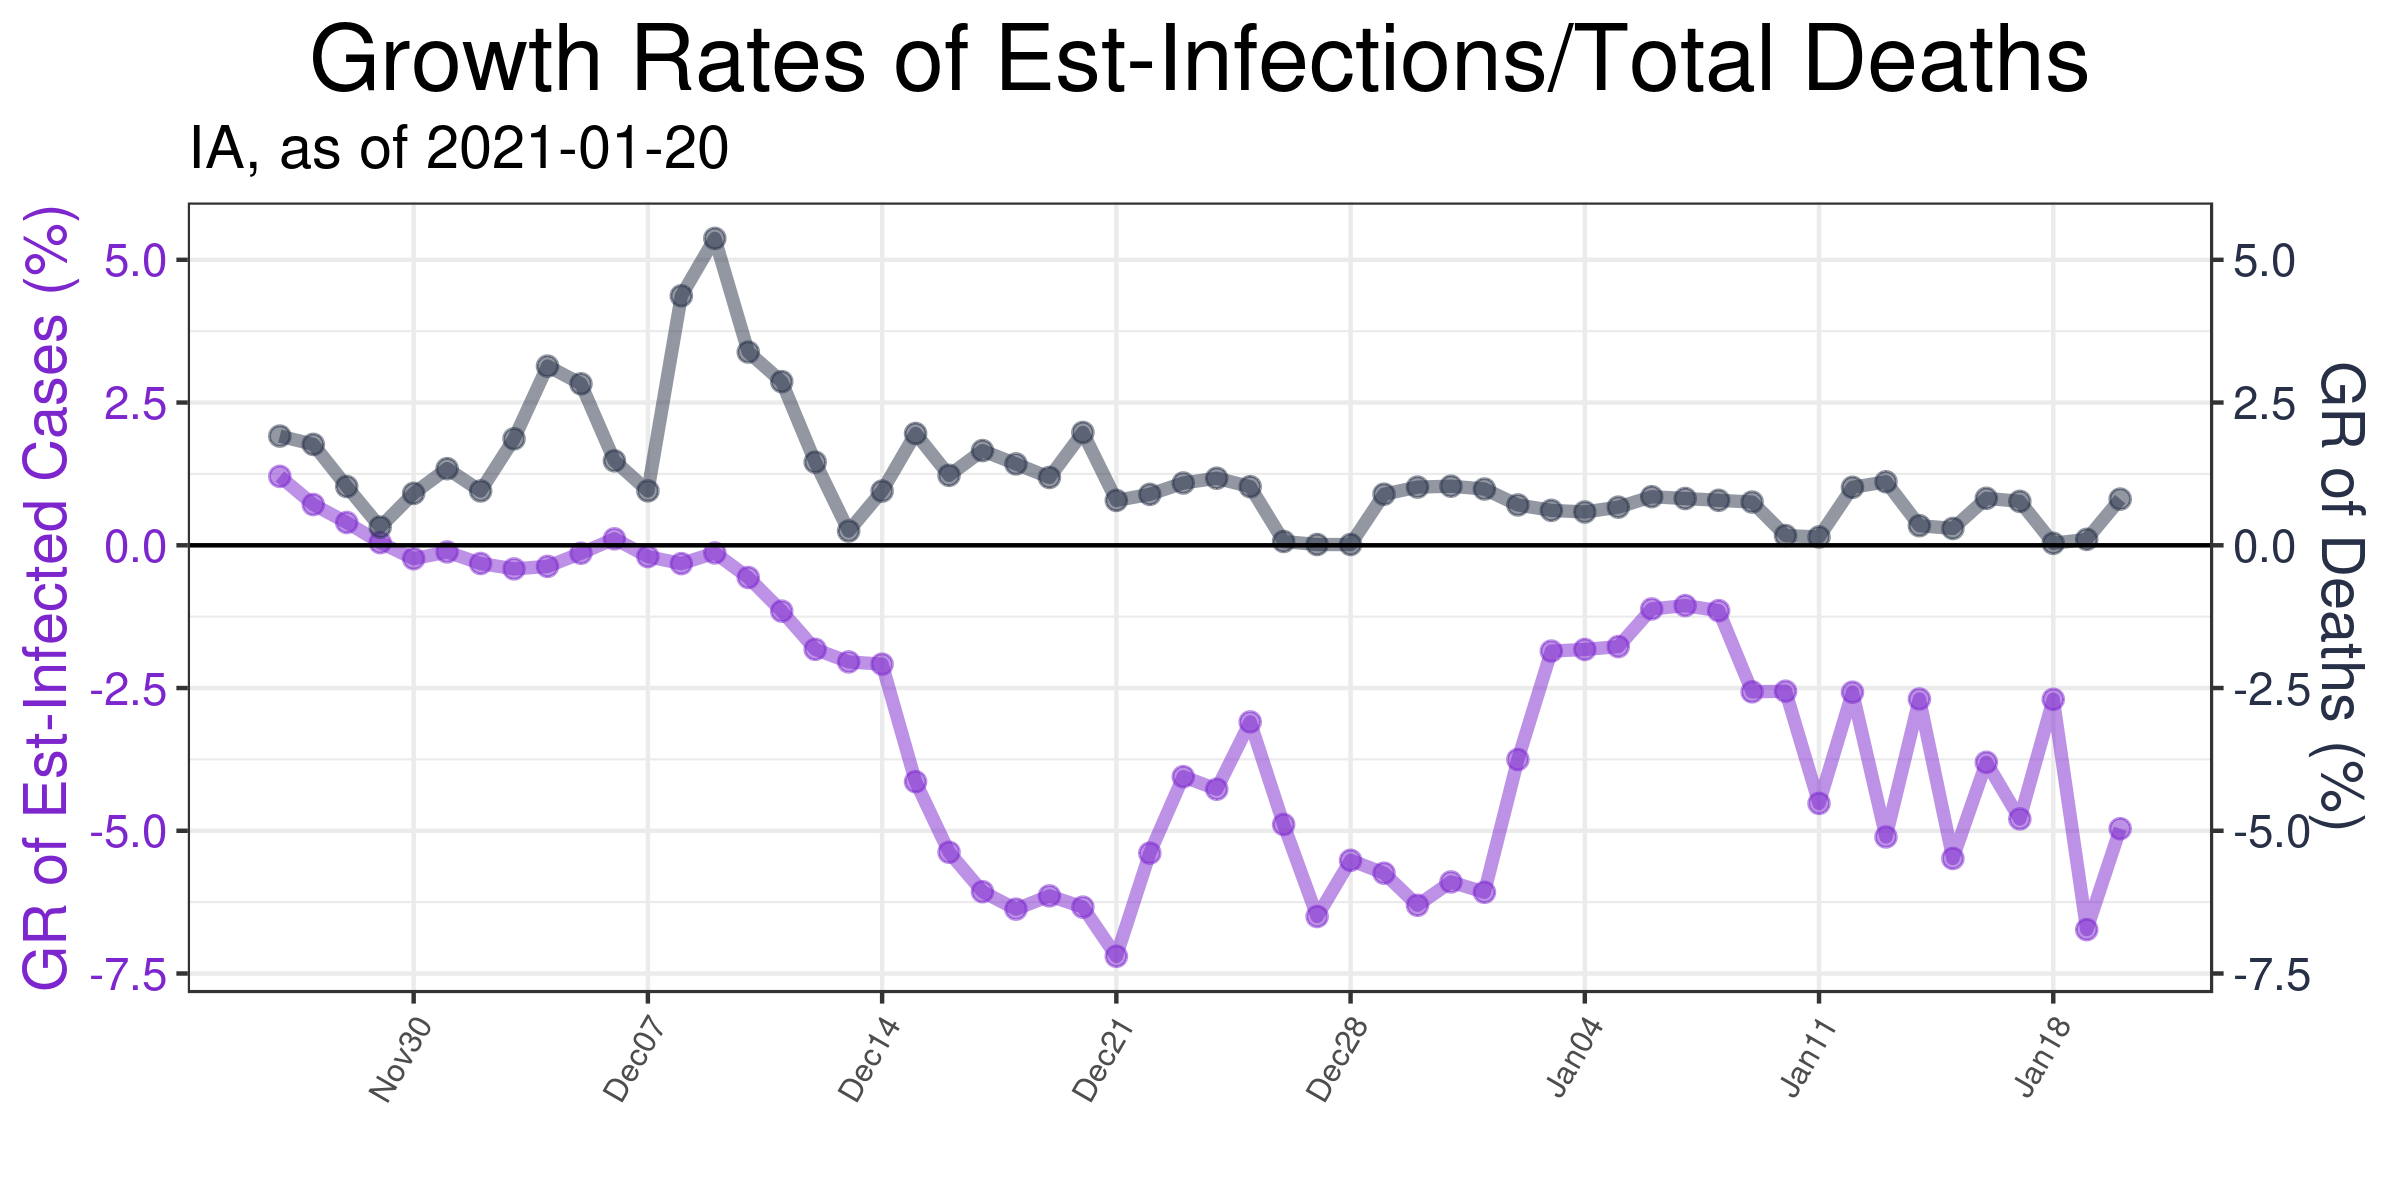 Growth Rates of Est-Infections/Total Deaths
IA, as of 2021-01-20
GR of Est-Infected Cases (%)
5.0
2.5
0.0
-2.5
-5.0
-7.5
5.0
2.5
0.0
-2.5
-5.0
-7.5
GR of Deaths (%)
Nov30
Dec07
Dec14
Dec21
Dec28
Jan04
Jan11
Jan18